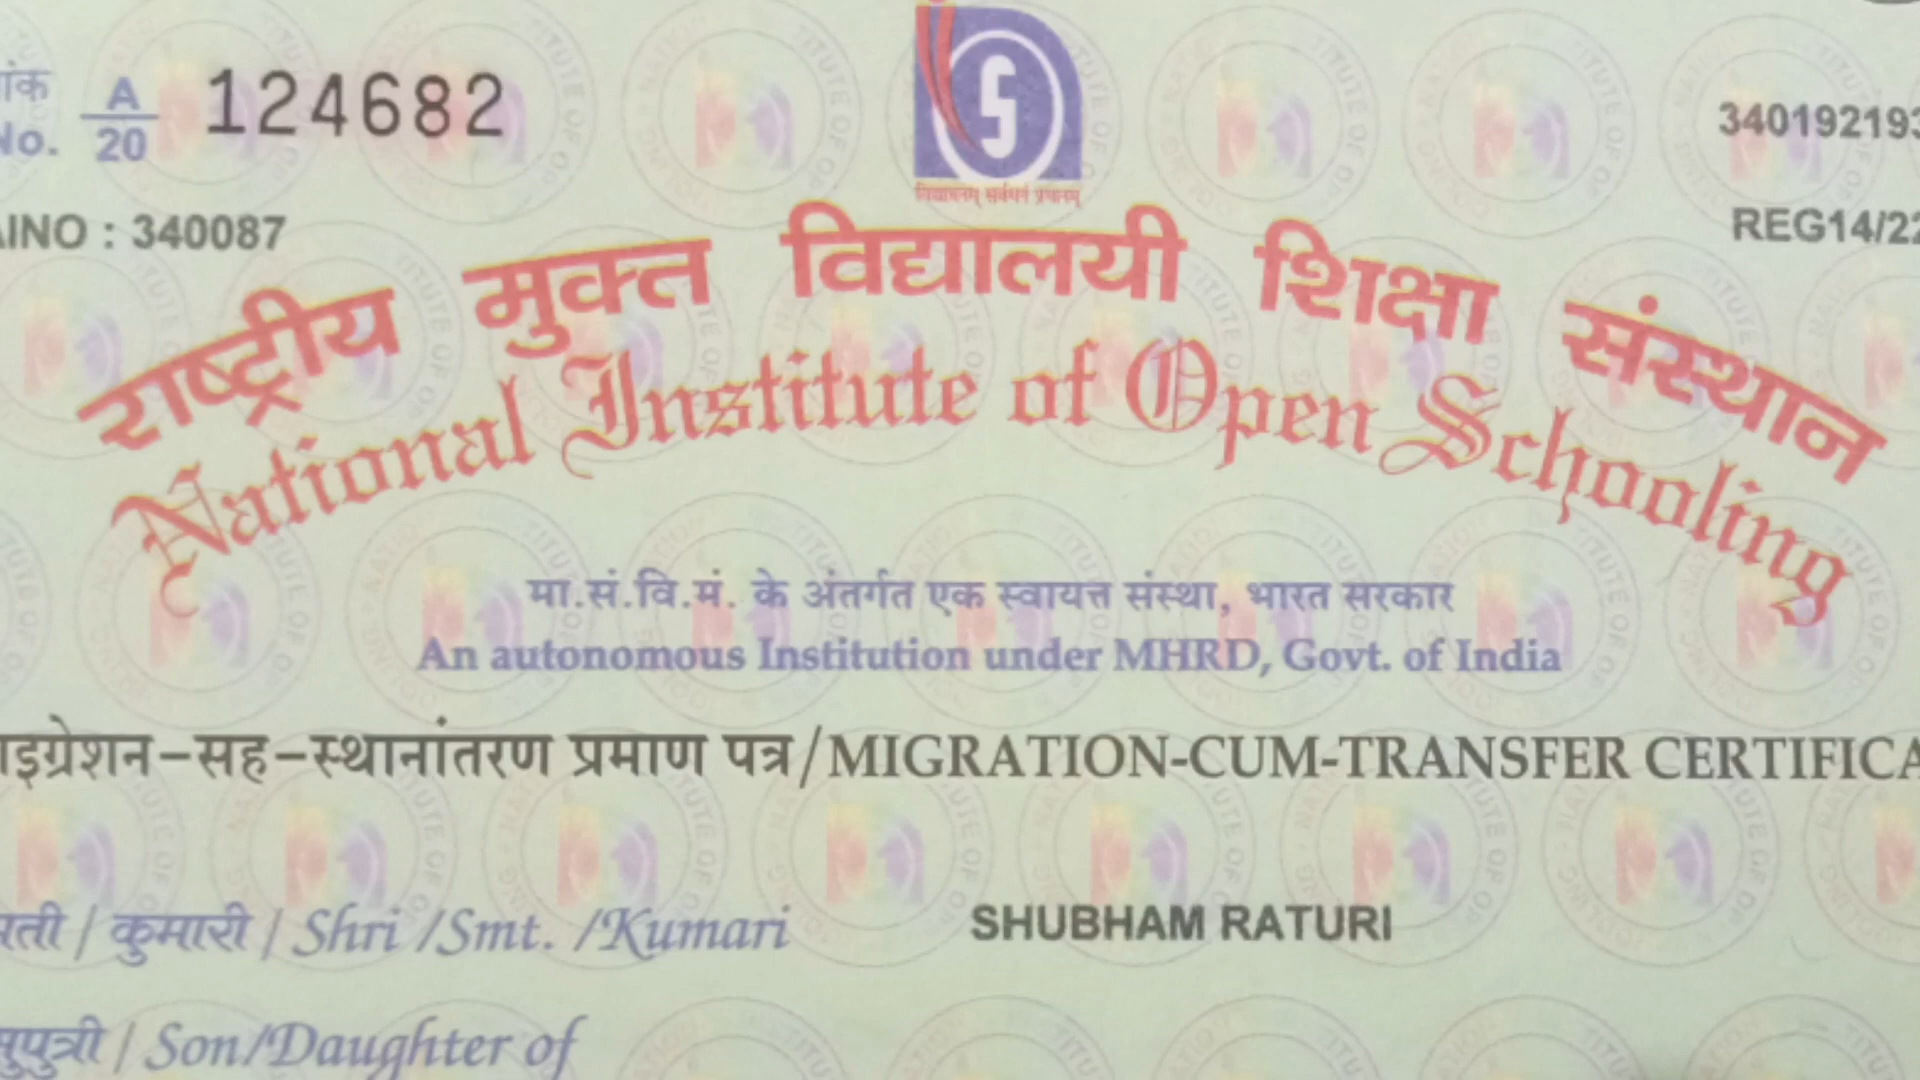 A
20
124682
340192193
No.
AINO : 340087
REG14/22
राष्ट्रीय मुक्त विद्यालयी शिक्षा संस्थान
National Institute of Open Schooling
मा.सं.वि.मं. के अंतर्गत एक स्वायत्त संस्था, भारत सरकार
An autonomous Institution under MHRD, Govt. of India
इग्रेशन–सह–स्थानांतरण प्रमाण पत्र/MIGRATION-CUM-TRANSFER CERTIFICA
मती / कुमारी / Shri /Smt. /Kumari SHUBHAM RATURI
सुपुत्री / Son/Daughter of